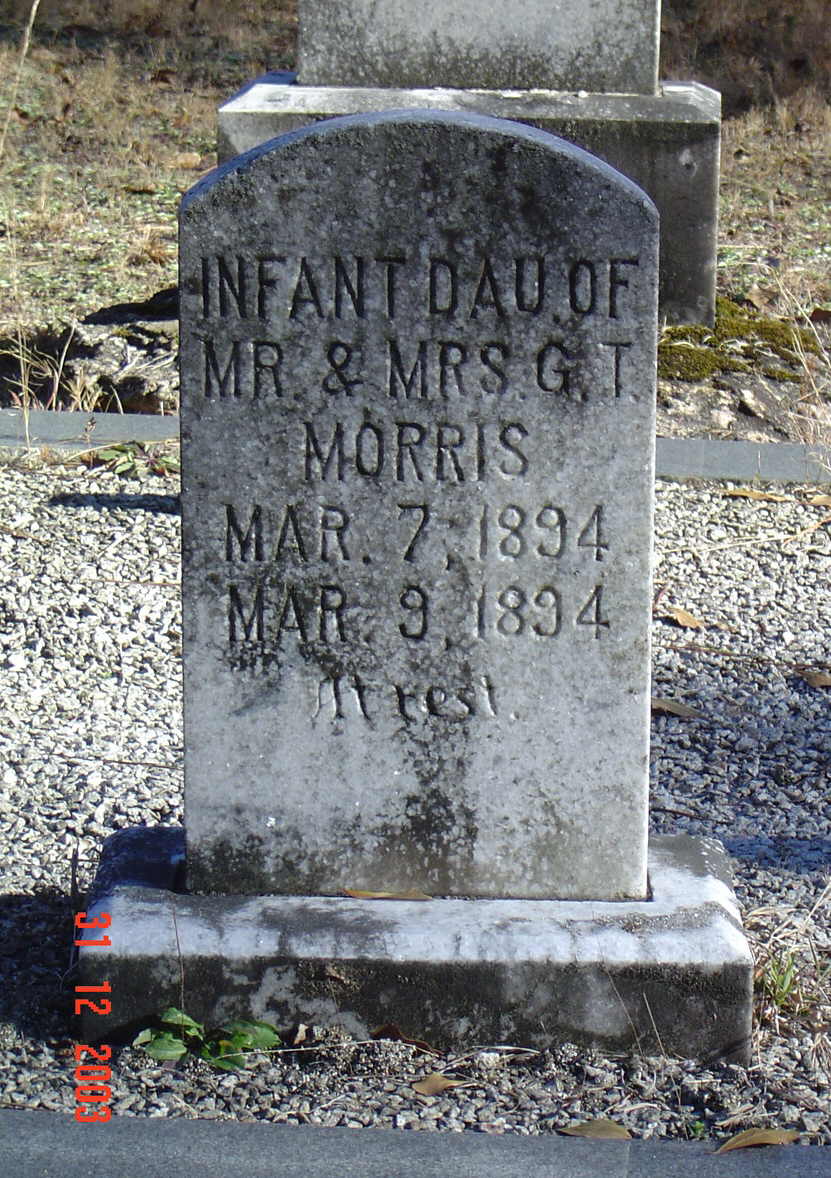 INFANT DAU. OF
MR. & MRS. G. T.
MORRIS
MAR. 7, 1894
MAR. 9, 1894
At rest.
31 12 2003